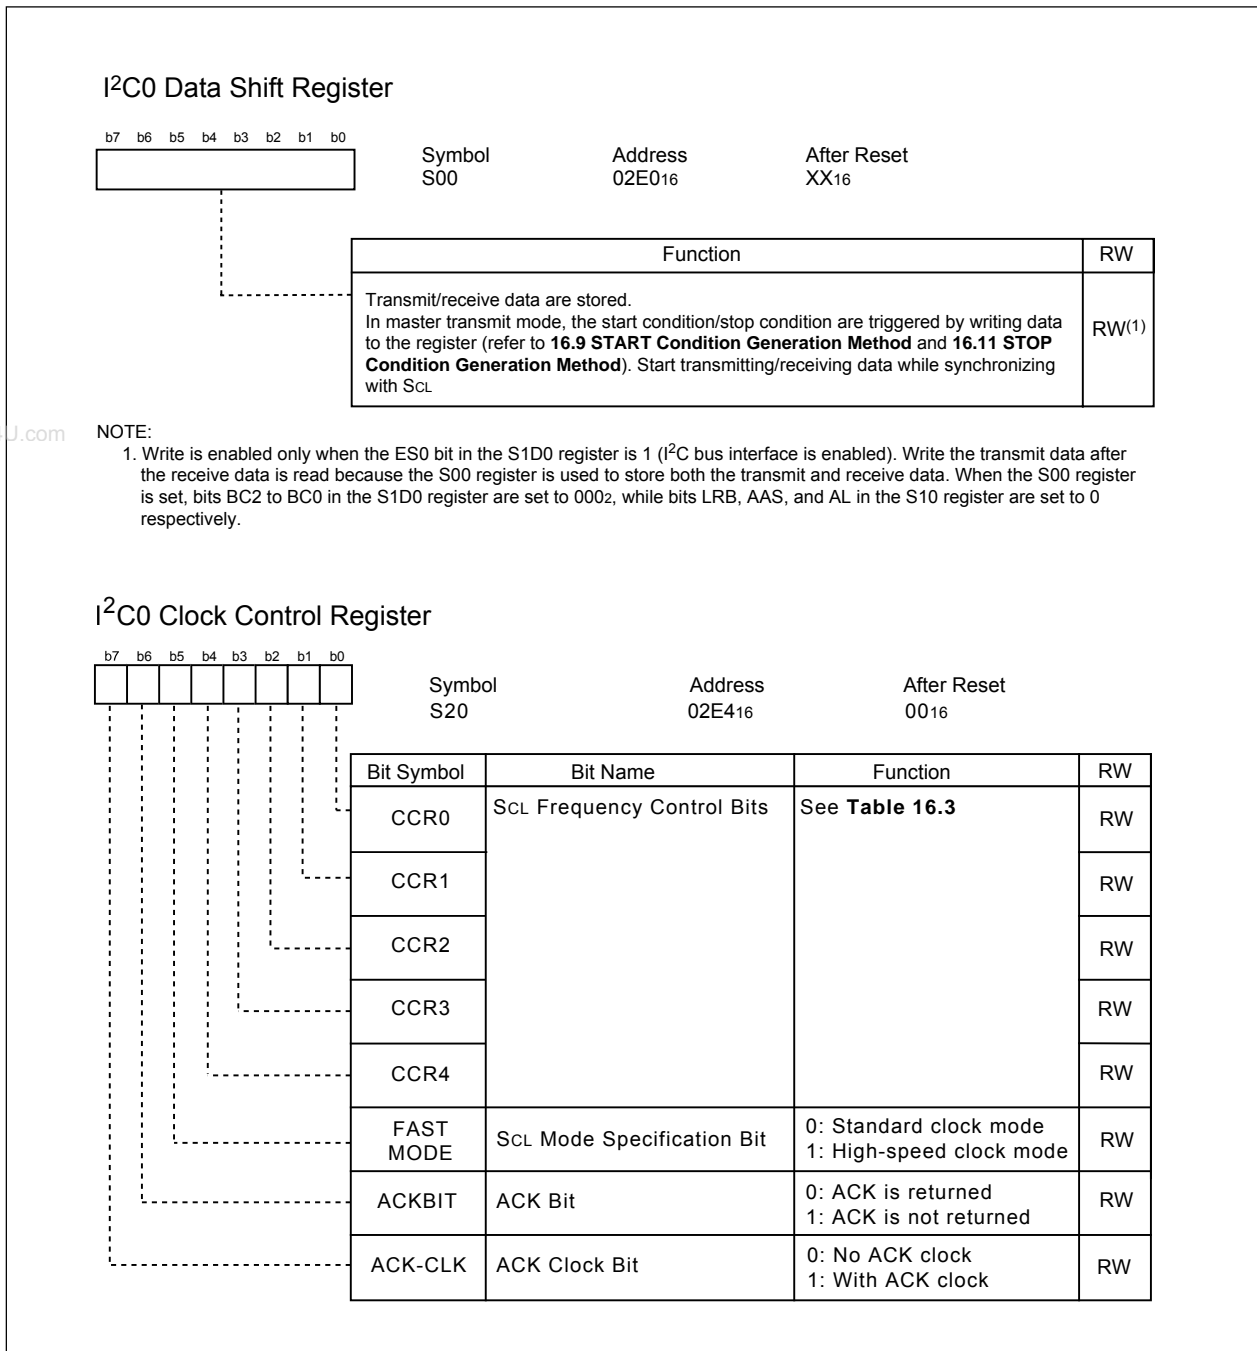 I2C0 Data Shift Register
b7 b6 b5 b4 b3 b2 b1 b0
Symbol Address After Reset
S00 02E016 XX16
Function RW
Transmit/receive data are stored.
In master transmit mode, the start condition/stop condition are triggered by writing data
to the register (refer to 16.9 START Condition Generation Method and 16.11 STOP
Condition Generation Method). Start transmitting/receiving data while synchronizing
with SCL
RW(1)
U.com
NOTE:
1. Write is enabled only when the ES0 bit in the S1D0 register is 1 (I2C bus interface is enabled). Write the transmit data after
the receive data is read because the S00 register is used to store both the transmit and receive data. When the S00 register
is set, bits BC2 to BC0 in the S1D0 register are set to 0002, while bits LRB, AAS, and AL in the S10 register are set to 0
respectively.
I2C0 Clock Control Register
b7 b6 b5 b4 b3 b2 b1 b0
Symbol Address After Reset
S20 02E416 0016
Bit Symbol Bit Name Function RW
CCR0 SCL Frequency Control Bits See Table 16.3 RW
CCR1 RW
CCR2 RW
CCR3 RW
CCR4 RW
FAST
MODE
SCL Mode Specification Bit
0: Standard clock mode
1: High-speed clock mode
RW
ACKBIT ACK Bit
0: ACK is returned
1: ACK is not returned
RW
ACK-CLK ACK Clock Bit
0: No ACK clock
1: With ACK clock
RW